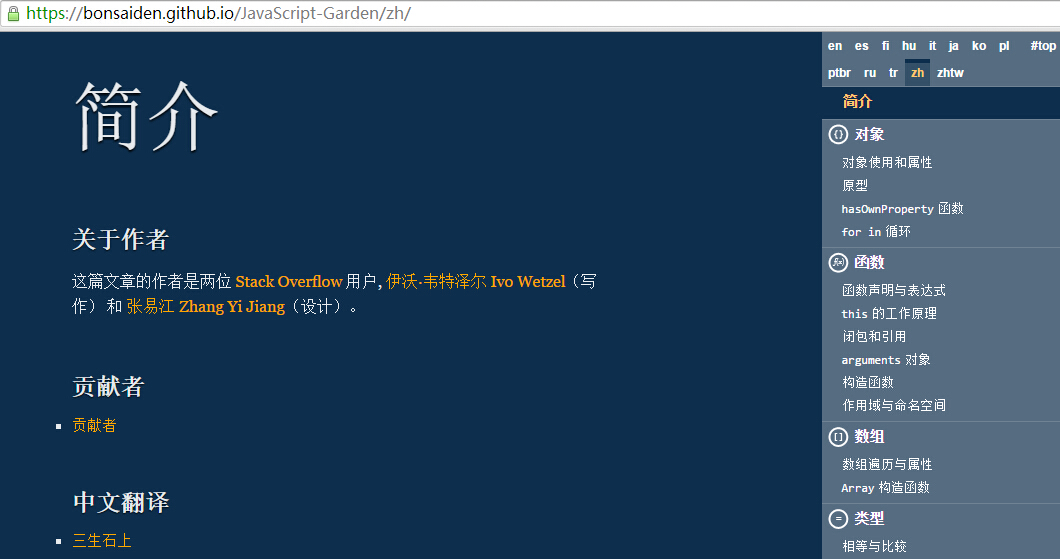 https://bonsaiden.github.io/JavaScript-Garden/zh/
简介
关于作者
这篇文章的作者是两位 Stack Overflow 用户, 伊沃·韦特泽尔 Ivo Wetzel（写
作） 和 张易江 Zhang Yi Jiang（设计）。
贡献者
贡献者
中文翻译
三生石上
en es fi hu it ja ko pl #top
ptbr ru tr zh zhtw
简介
{} 对象
对象使用和属性
原型
hasOwnProperty 函数
for in 循环
f(x) 函数
函数声明与表达式
this 的工作原理
闭包和引用
arguments 对象
构造函数
作用域与命名空间
[] 数组
数组遍历与属性
Array 构造函数
= 类型
相等与比较